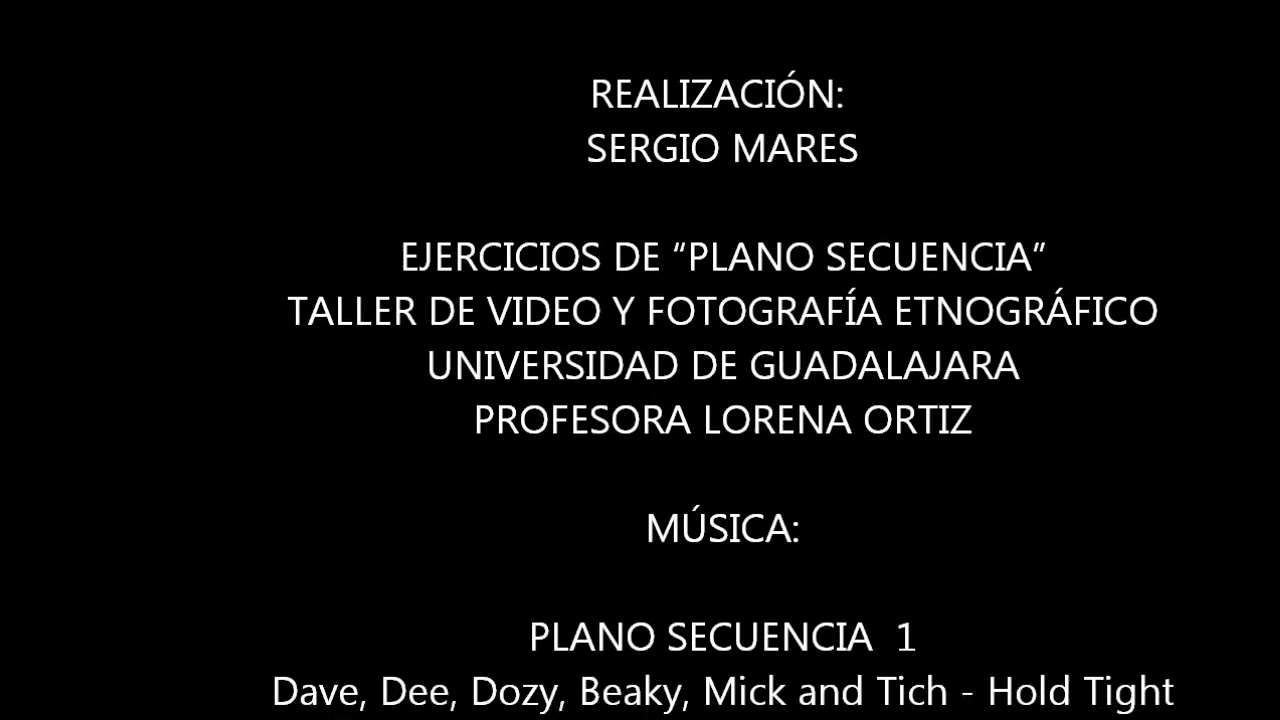 REALIZACIÓN:
SERGIO MARES
EJERCICIOS DE “PLANO SECUENCIA”
TALLER DE VIDEO Y FOTOGRAFÍA ETNOGRÁFICO
UNIVERSIDAD DE GUADALAJARA
PROFESORA LORENA ORTIZ
MÚSICA:
PLANO SECUENCIA  1
Dave, Dee, Dozy, Beaky, Mick and Tich - Hold Tight